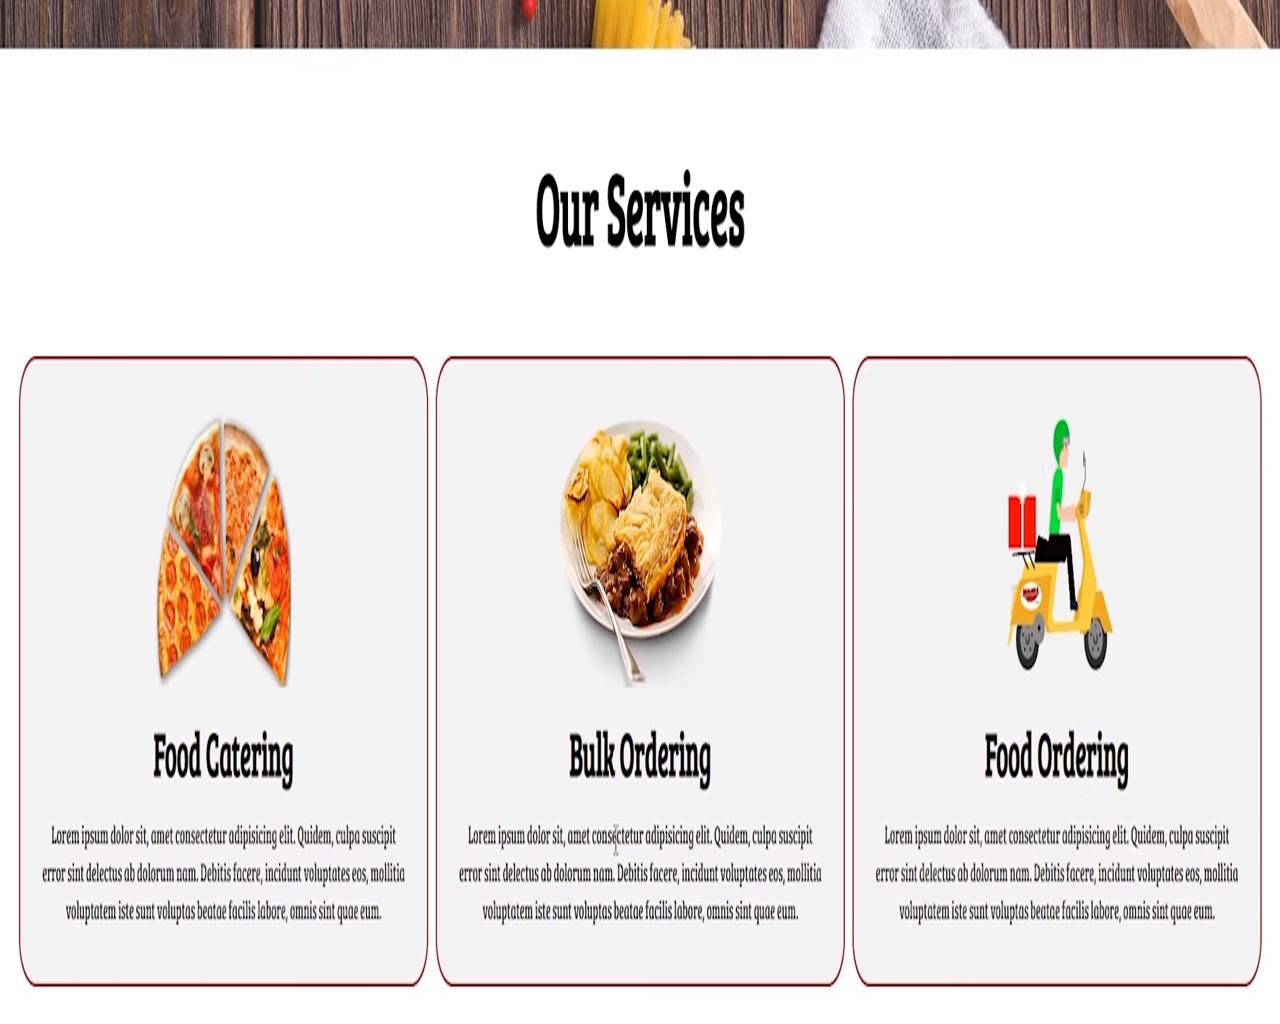 Our Services
Food Catering
Lorem ipsum dolor sit, amet consectetur adipisicing elit. Quidem, culpa suscipit
error sint delectus ab dolorum nam. Debitis facere, incidunt voluptates eos, mollitia
voluptatem iste sunt voluptas beatae facilis labore, omnis sint quae eum.
Bulk Ordering
Lorem ipsum dolor sit, amet consectetur adipisicing elit. Quidem, culpa suscipit
error sint delectus ab dolorum nam. Debitis facere, incidunt voluptates eos, mollitia
voluptatem iste sunt voluptas beatae facilis labore, omnis sint quae eum.
Food Ordering
Lorem ipsum dolor sit, amet consectetur adipisicing elit. Quidem, culpa suscipit
error sint delectus ab dolorum nam. Debitis facere, incidunt voluptates eos, mollitia
voluptatem iste sunt voluptas beatae facilis labore, omnis sint quae eum.